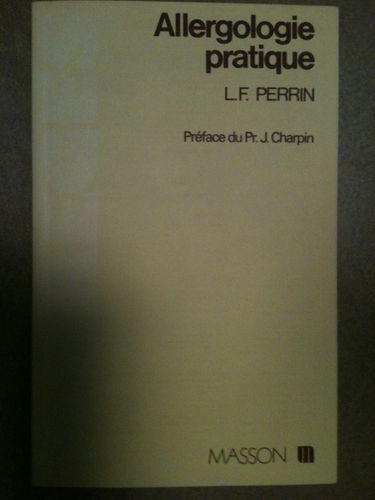 Allergologie
pratique
L.F. PERRIN
Préface du Pr. J. Charpin
MASSON